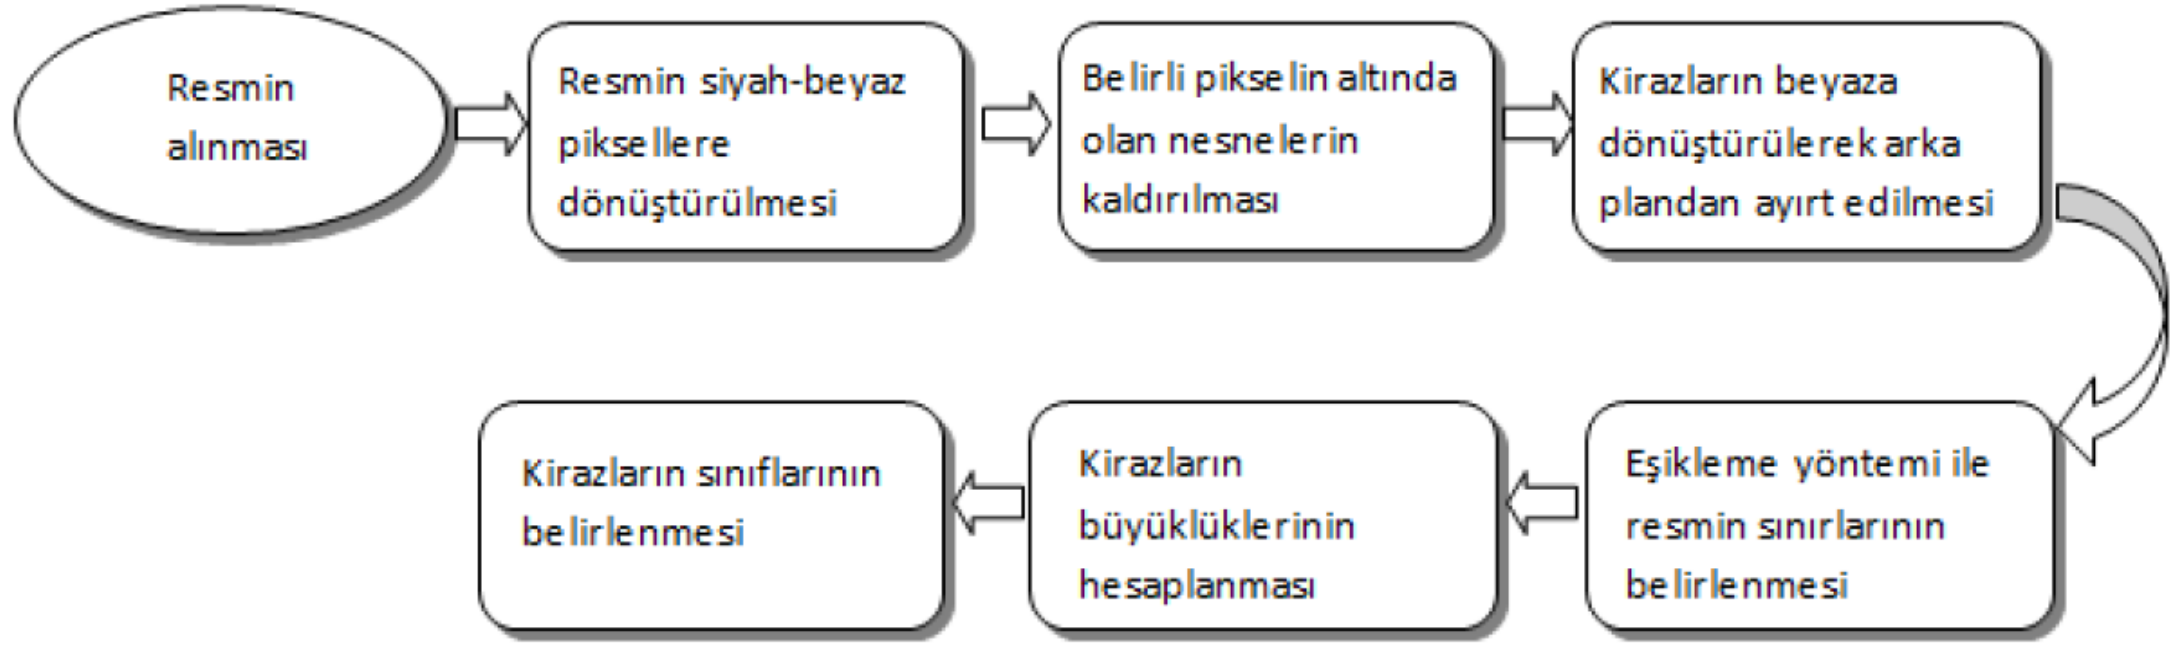 Resmin
alınması
Resmin siyah-beyaz
piksellere
dönüştürülmesi
Belirli pikselin altında
olan nesnelerin
kaldırılması
Kirazların beyaza
dönüştürülerek arka
plandan ayırt edilmesi
Eşikleme yöntemi ile
resmin sınırlarının
belirlenmesi
Kirazların
büyüklüklerinin
hesaplanması
Kirazların sınıflarının
belirlenmesi